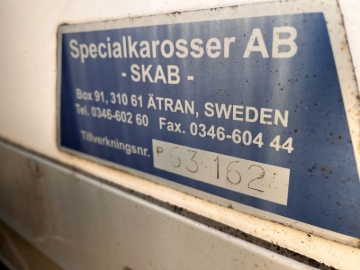 Specialkarosser AB
- SKAB -
Box 91, 310 61 ÄTRAN, SWEDEN
Tel. 0346-602 60 Fax. 0346-604 44
Tillverkningsnr. P 63-162